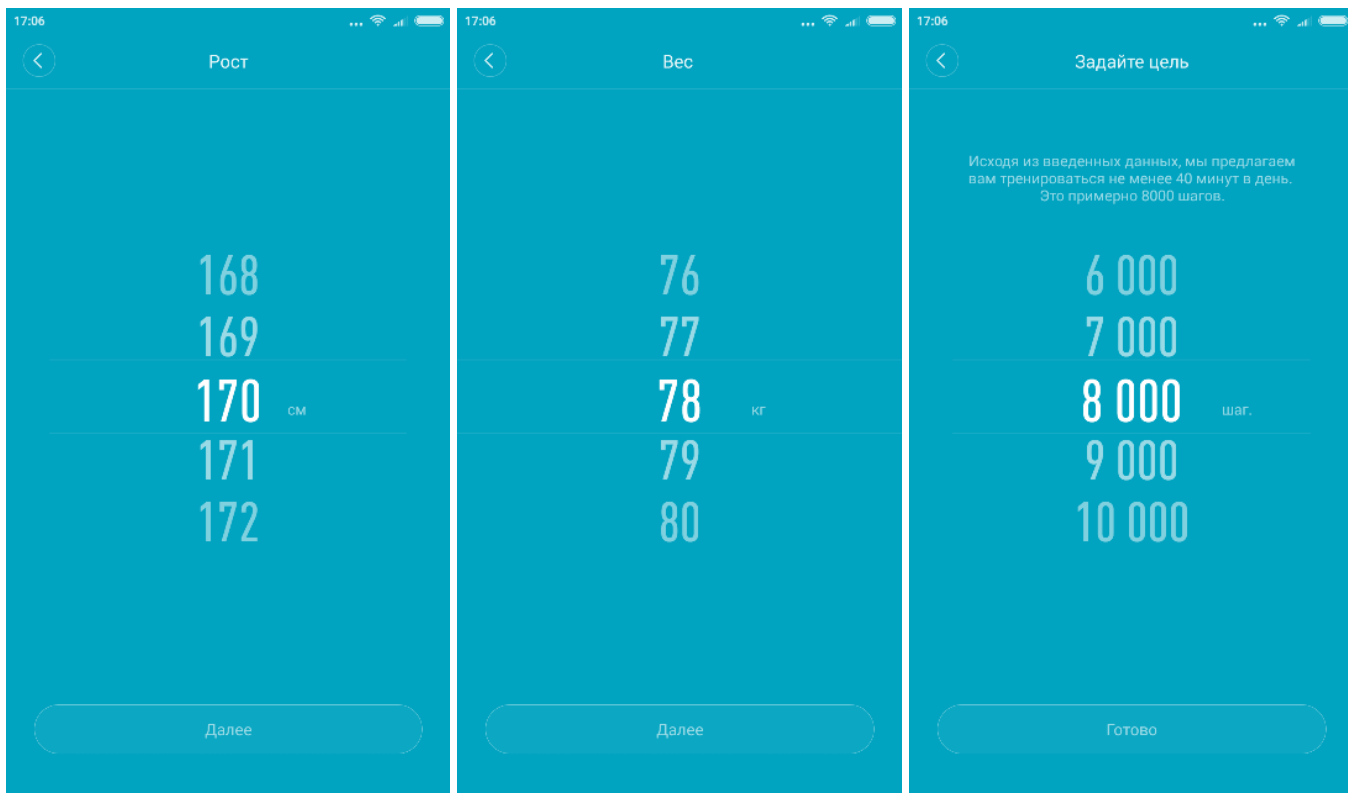 17:06
Рост
168
169
170 см
171
172
Далее
17:06
Вес
76
77
78 кг
79
80
Далее
17:06
Задайте цель
Исходя из введенных данных, мы предлагаем
вам тренироваться не менее 40 минут в день.
Это примерно 8000 шагов.
6 000
7 000
8 000 шаг.
9 000
10 000
Готово